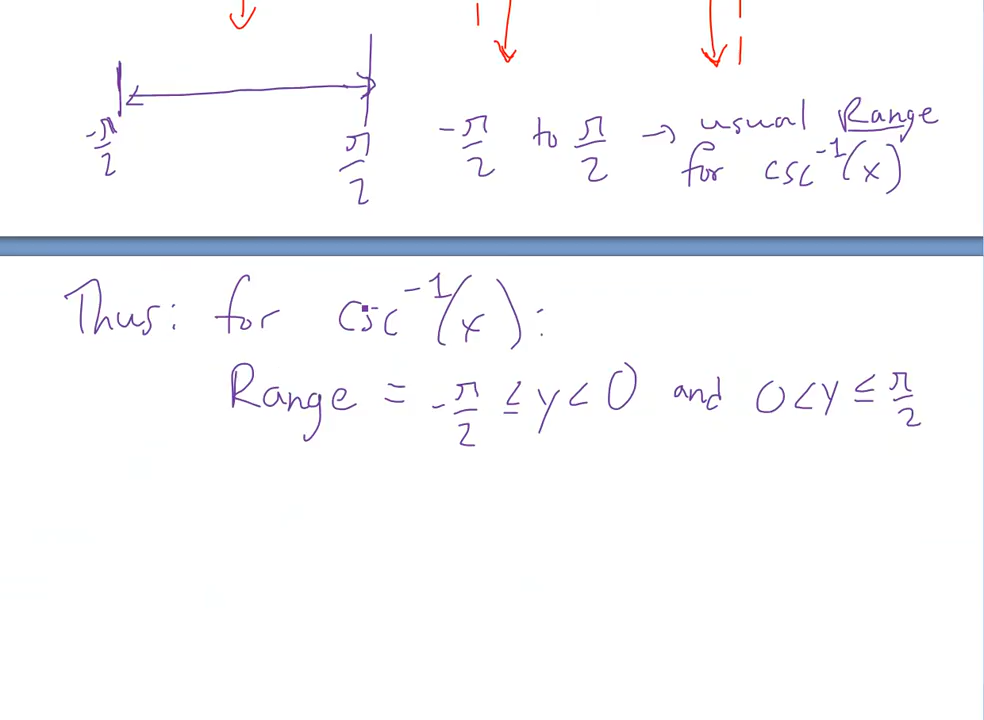 -π/2 π/2 -π/2 to π/2 → usual Range
for csc⁻¹(x)
Thus: for csc⁻¹(x):
Range = -π/2 ≤ y < 0 and 0 < y ≤ π/2